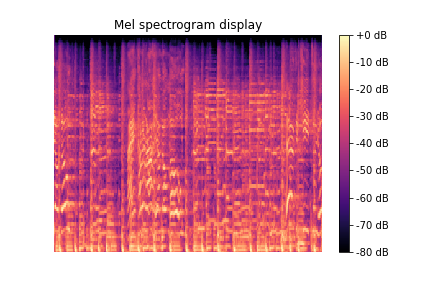 Mel spectrogram display
+0 dB
-10 dB
-20 dB
-30 dB
-40 dB
-50 dB
-60 dB
-70 dB
-80 dB